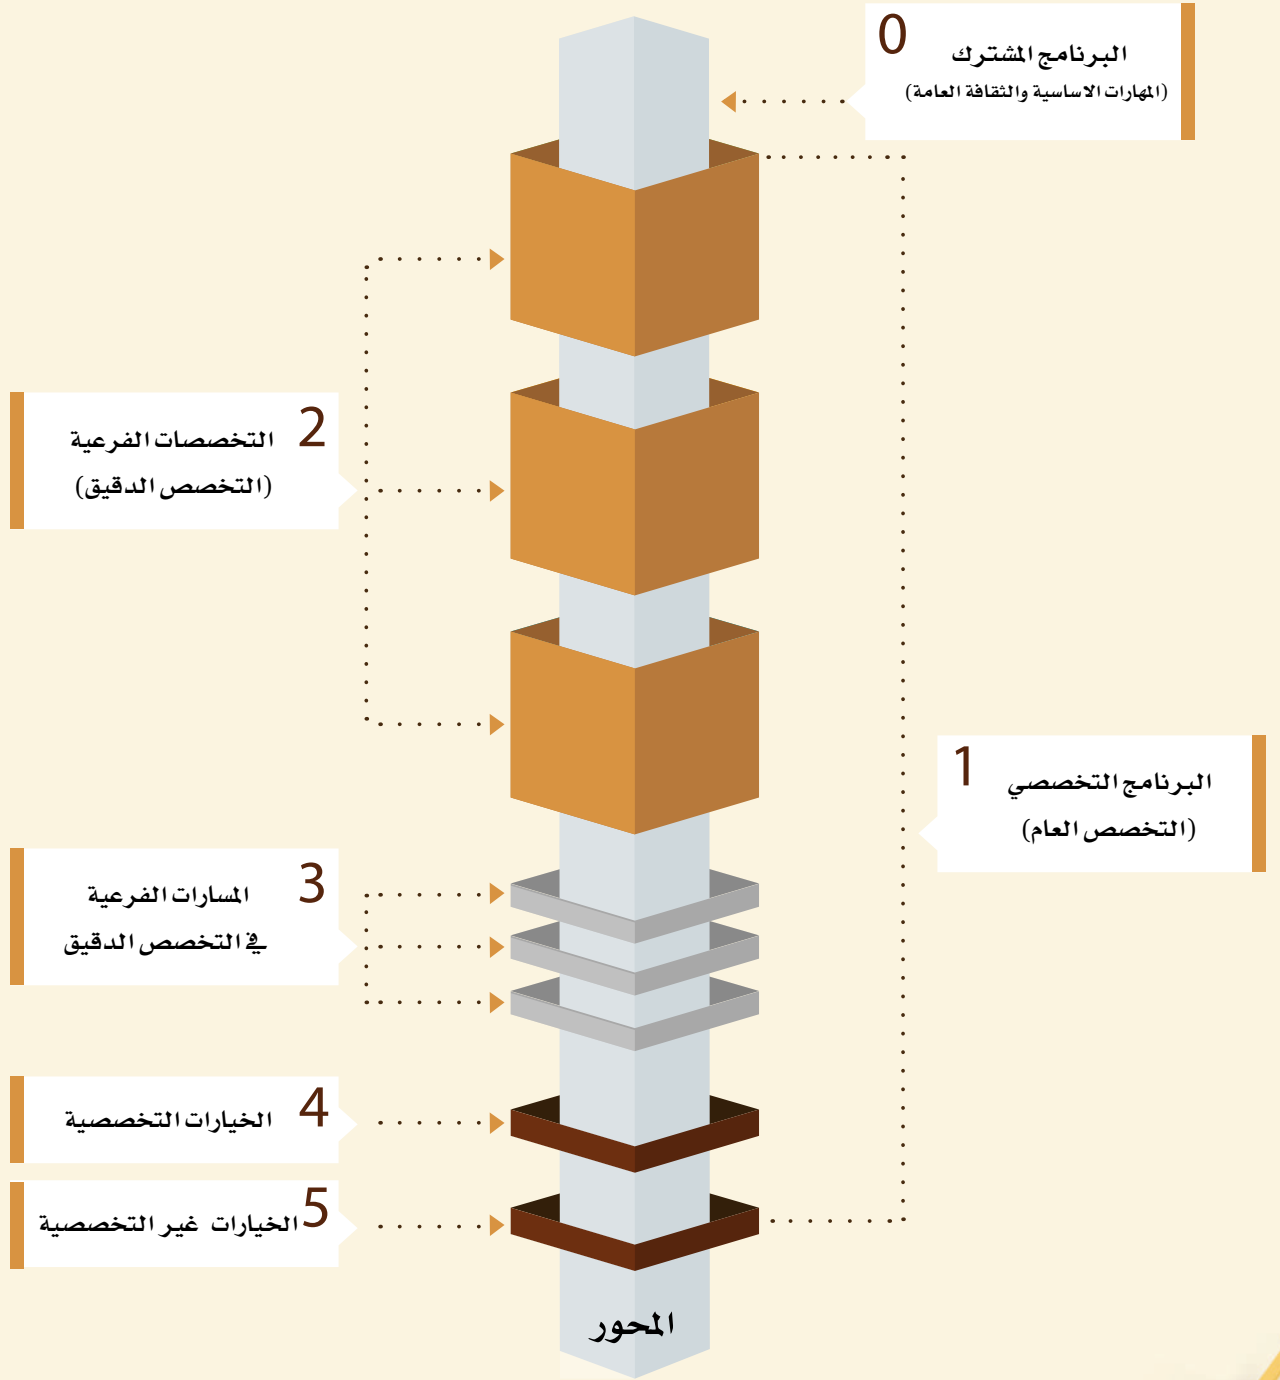 0
البرنامج المشترك
(المهارات الاساسية والثقافة العامة)
2
التخصصات الفرعية
(التخصص الدقيق)
1
البرنامج التخصصي
(التخصص العام)
3
المسارات الفرعية
في التخصص الدقيق
4
الخيارات التخصصية
5
الخيارات غير التخصصية
المحور